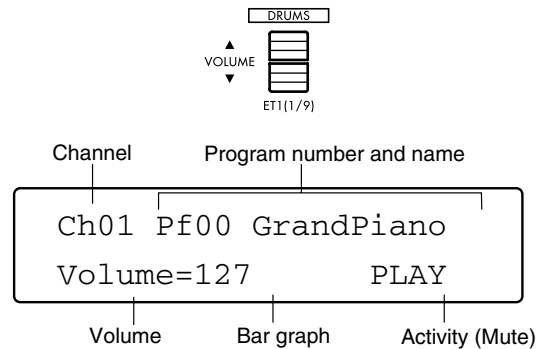 DRUMS
▲
VOLUME
▼
ET1(1/9)
Channel Program number and name
Ch01 Pf00 GrandPiano
Volume=127 PLAY
Volume Bar graph Activity (Mute)